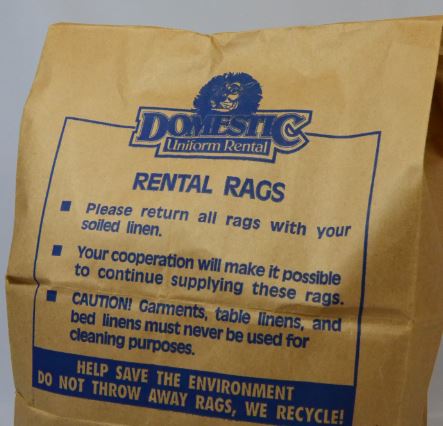 DOMESTIC
Uniform Rental
RENTAL RAGS
▪ Please return all rags with your
soiled linen.
▪ Your cooperation will make it possible
to continue supplying these rags.
▪ CAUTION! Garments, table linens, and
bed linens must never be used for
cleaning purposes.
HELP SAVE THE ENVIRONMENT
DO NOT THROW AWAY RAGS, WE RECYCLE!